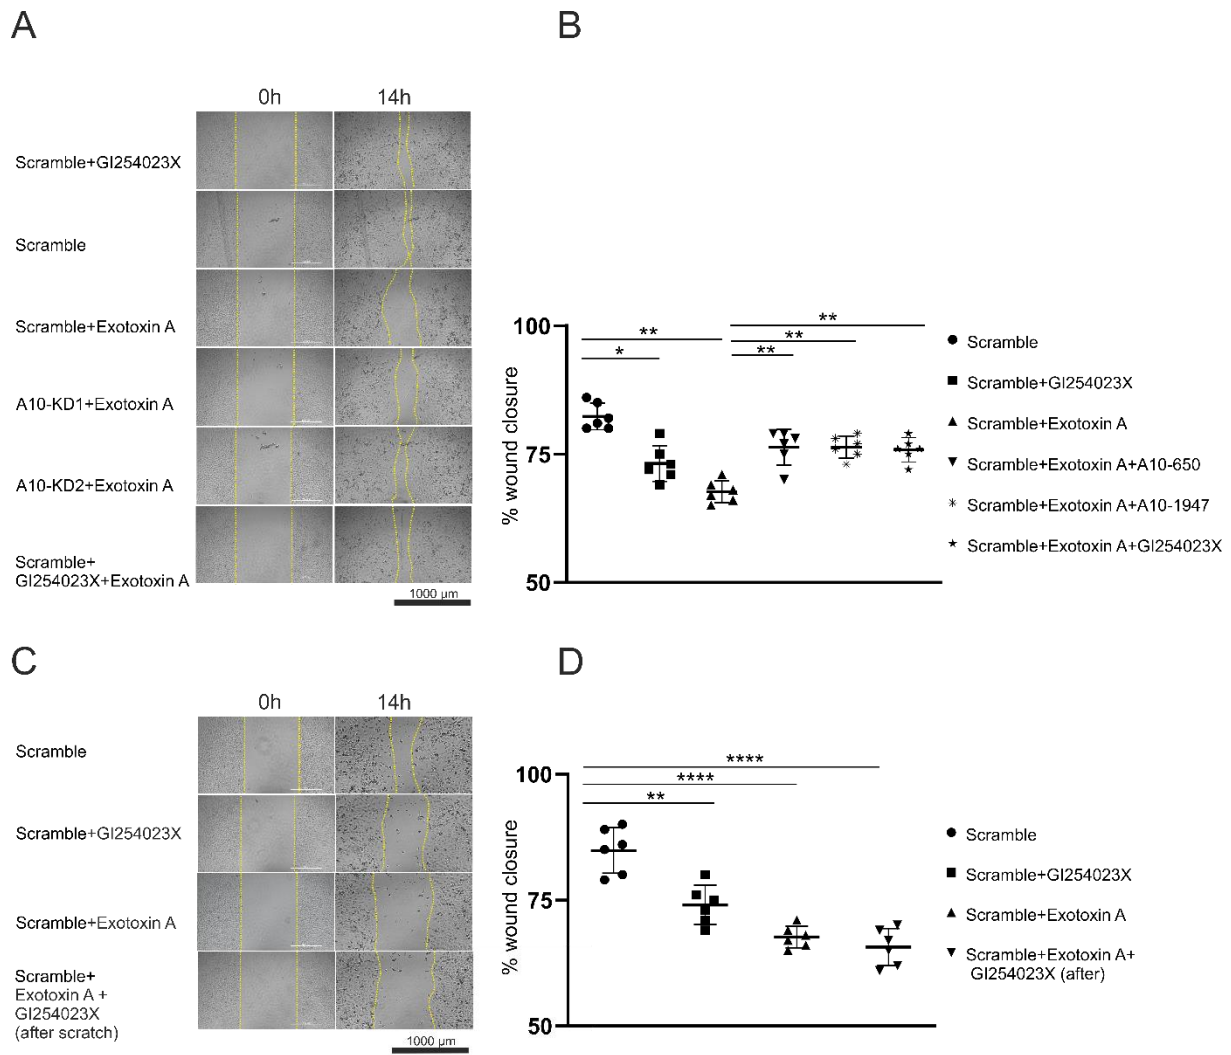 A
B
0h
14h
Scramble+GI254023X
Scramble
Scramble+Exotoxin A
A10-KD1+Exotoxin A
A10-KD2+Exotoxin A
Scramble+
GI254023X+Exotoxin A
1000 µm
% wound closure
100
75
50
**
*
**
**
**
Scramble
Scramble+GI254023X
Scramble+Exotoxin A
Scramble+Exotoxin A+A10-650
Scramble+Exotoxin A+A10-1947
Scramble+Exotoxin A+GI254023X
C
D
0h
14h
Scramble
Scramble+GI254023X
Scramble+Exotoxin A
Scramble+
Exotoxin A +
GI254023X
(after scratch)
1000 µm
% wound closure
100
75
50
****
****
**
Scramble
Scramble+GI254023X
Scramble+Exotoxin A
Scramble+Exotoxin A+
GI254023X (after)